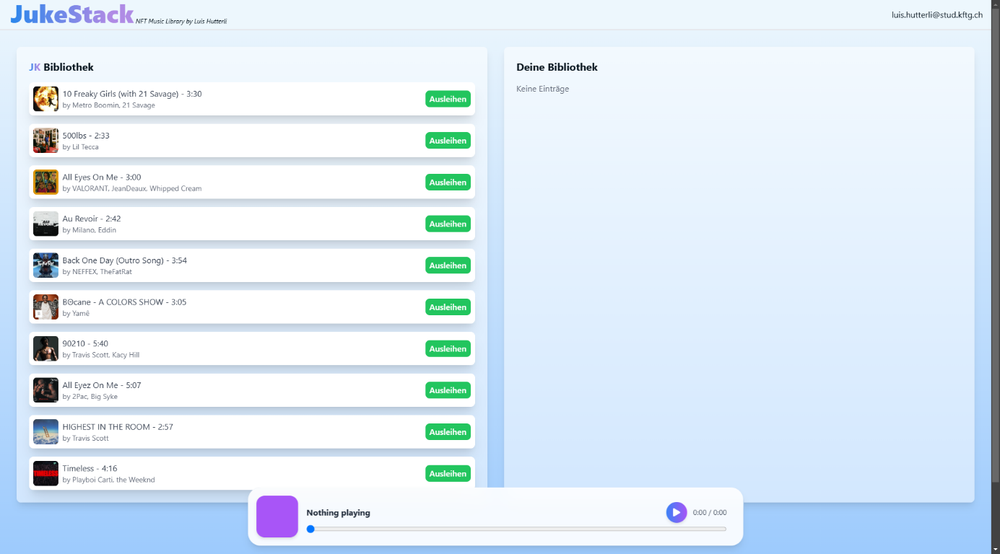 JukeStack NFT Music Library by Luis Hutterli
luis.hutterli@stud.kftg.ch
JK Bibliothek
10 Freaky Girls (with 21 Savage) - 3:30
by Metro Boomin, 21 Savage
Ausleihen
500lbs - 2:33
by Lil Tecca
Ausleihen
All Eyes On Me - 3:00
by VALORANT, JeanDeaux, Whipped Cream
Ausleihen
Au Revoir - 2:42
by Milano, Eddin
Ausleihen
Back One Day (Outro Song) - 3:54
by NEFFEX, TheFatRat
Ausleihen
BΘcane - A COLORS SHOW - 3:05
by Yamê
Ausleihen
90210 - 5:40
by Travis Scott, Kacy Hill
Ausleihen
All Eyez On Me - 5:07
by 2Pac, Big Syke
Ausleihen
HIGHEST IN THE ROOM - 2:57
by Travis Scott
Ausleihen
TIMELESS
Timeless - 4:16
by Playboi Carti, the Weeknd
Ausleihen
Deine Bibliothek
Keine Einträge
Nothing playing
0:00 / 0:00